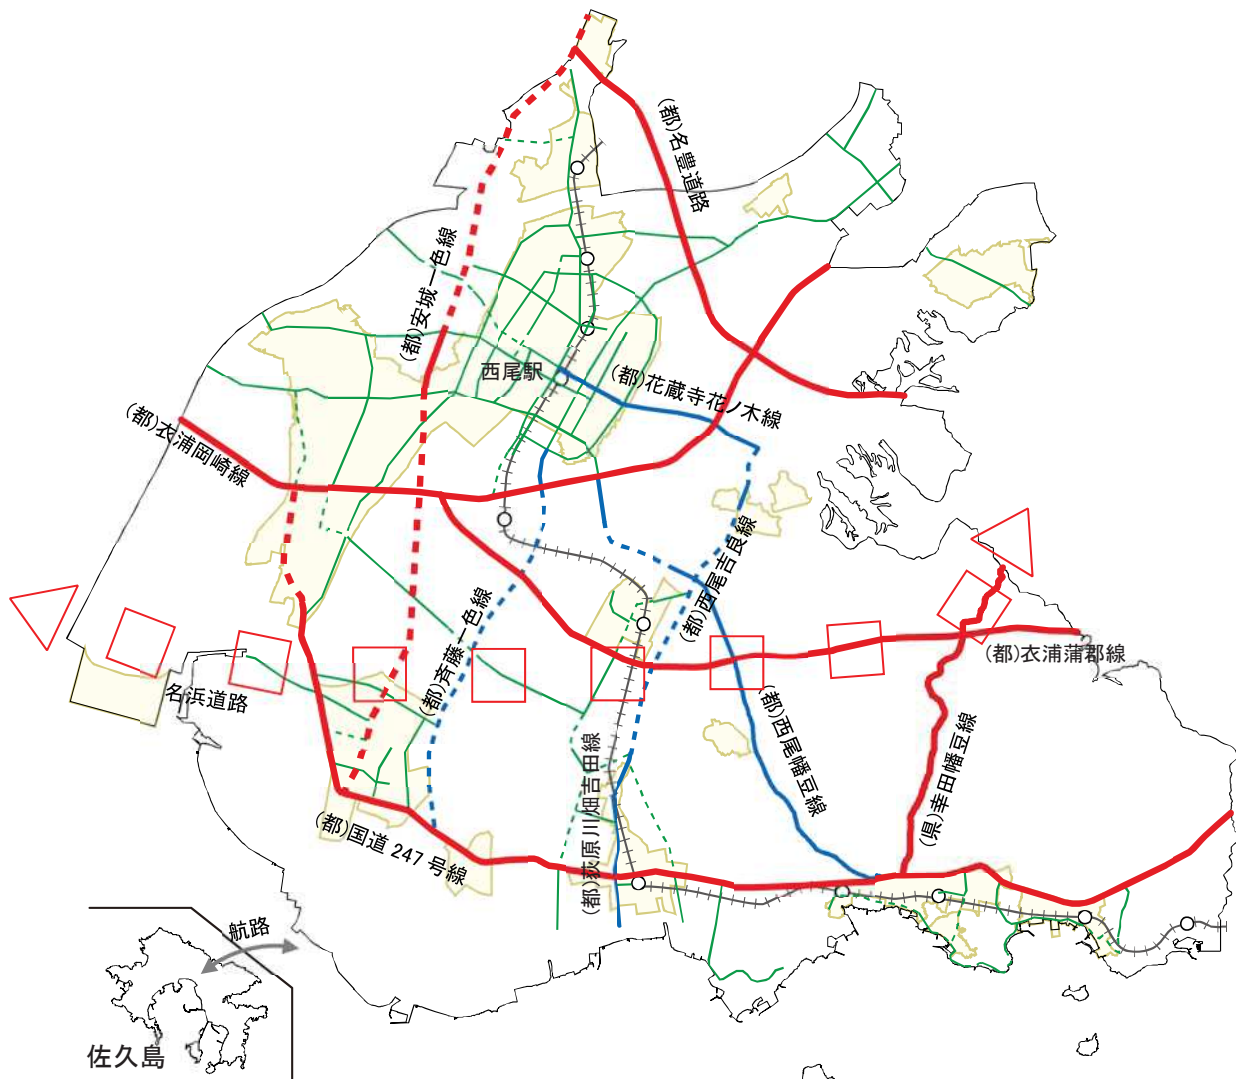 (都)名豊道路
(都)安城一色線
西尾駅
(都)花蔵寺花ノ木線
(都)衣浦岡崎線
(都)西尾吉良線
(都)斉藤一色線
(都)衣浦蒲郡線
名浜道路
(都)西尾幡豆線
(都)荻原川畑吉田線
(県)幸田幡豆線
(都)国道247号線
航路
佐久島